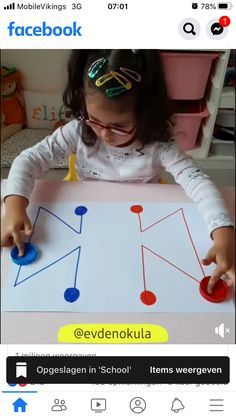 MobileVikings 3G 07:01 78%
facebook
1
@evdenokula
1 miljoen weergaven
Opgeslagen in 'School' Items weergeven